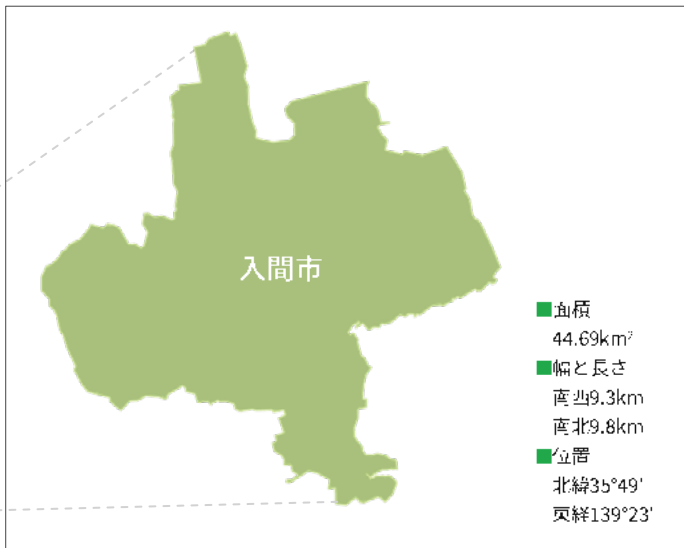 入間市
■面積
44.69km²
■幅と長さ
南西9.3km
南北9.8km
■位置
北緯35°49'
東経139°23'